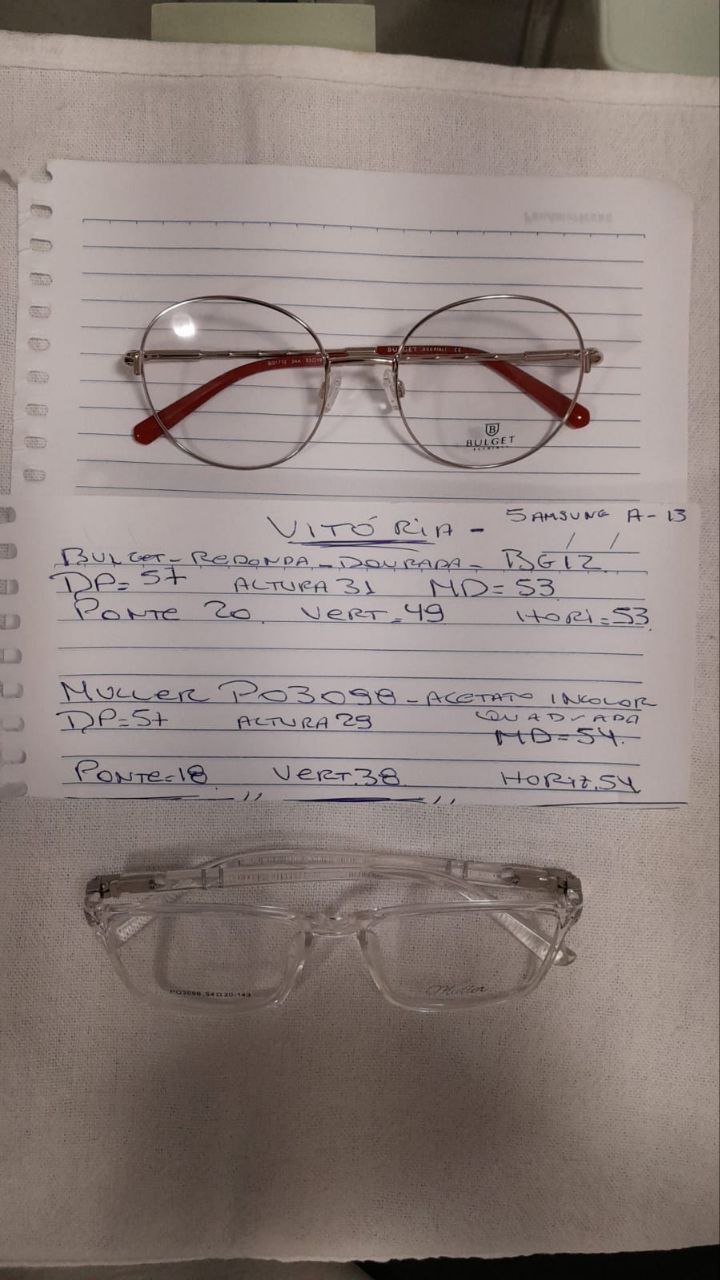 BULGET
BULGET
VITÓRIA - SAMSUNG A-13
BULGET - REDONDA - DOURADA - BG12
DP= 57 ALTURA 31 MD= 53
PONTE 20 VERT.49 HORI=53
MULLER PO3098 - ACETATO INCOLOR
QUADRADA
DP=57 ALTURA 29
MD=54
PONTE=18 VERT.38 HORIZ.54
PO3098 54□20-143
Muller